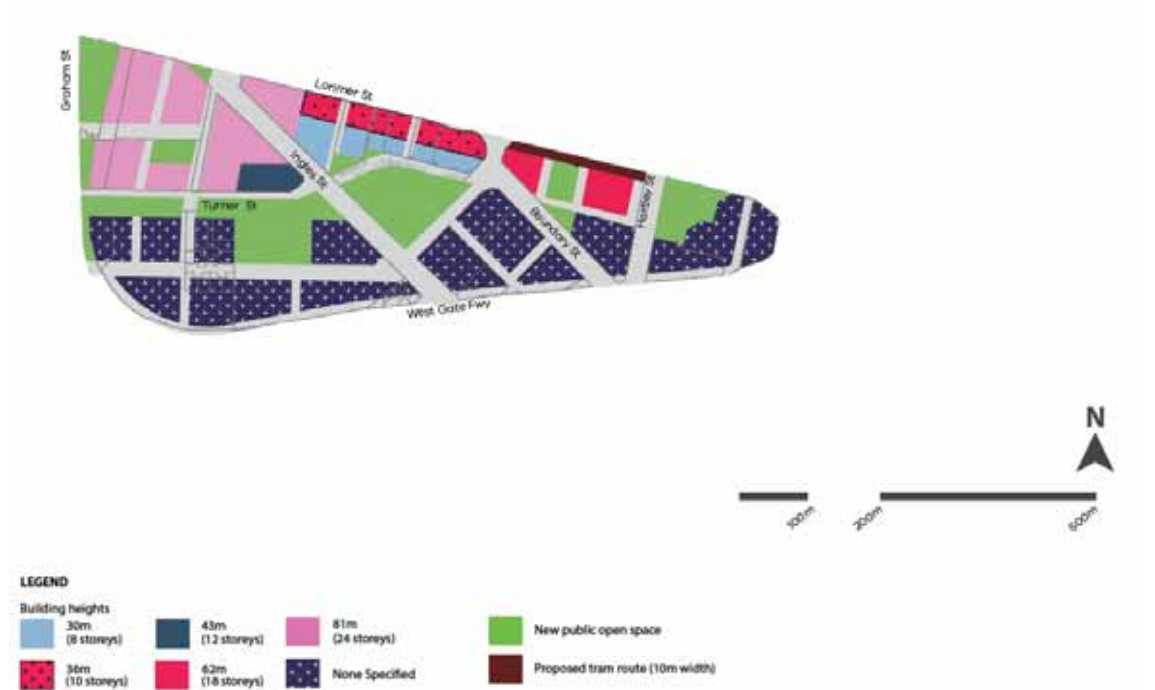 Graham St
Lorimer St
Ingles St
Turner St
Boundary St
Hartley St
West Gate Fwy
N
100m
200m
500m
LEGEND
Building heights
30m
(8 storeys)
43m
(12 storeys)
81m
(24 storeys)
New public open space
36m
(10 storeys)
62m
(18 storeys)
None Specified
Proposed tram route (10m width)